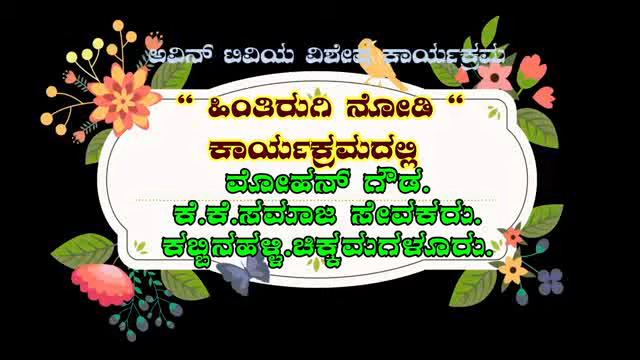 ಅವಿನ್ ಟಿವಿಯ ವಿಶೇಷ ಕಾರ್ಯಕ್ರಮ
“ ಹಿಂತಿರುಗಿ ನೋಡಿ “
ಕಾರ್ಯಕ್ರಮದಲ್ಲಿ
ಮೋಹನ್ ಗೌಡ.
ಕೆ.ಕೆ.ಸಮಾಜ ಸೇವಕರು.
ಕಬ್ಬಿನಹಳ್ಳಿ.ಚಿಕ್ಕಮಗಳೂರು.